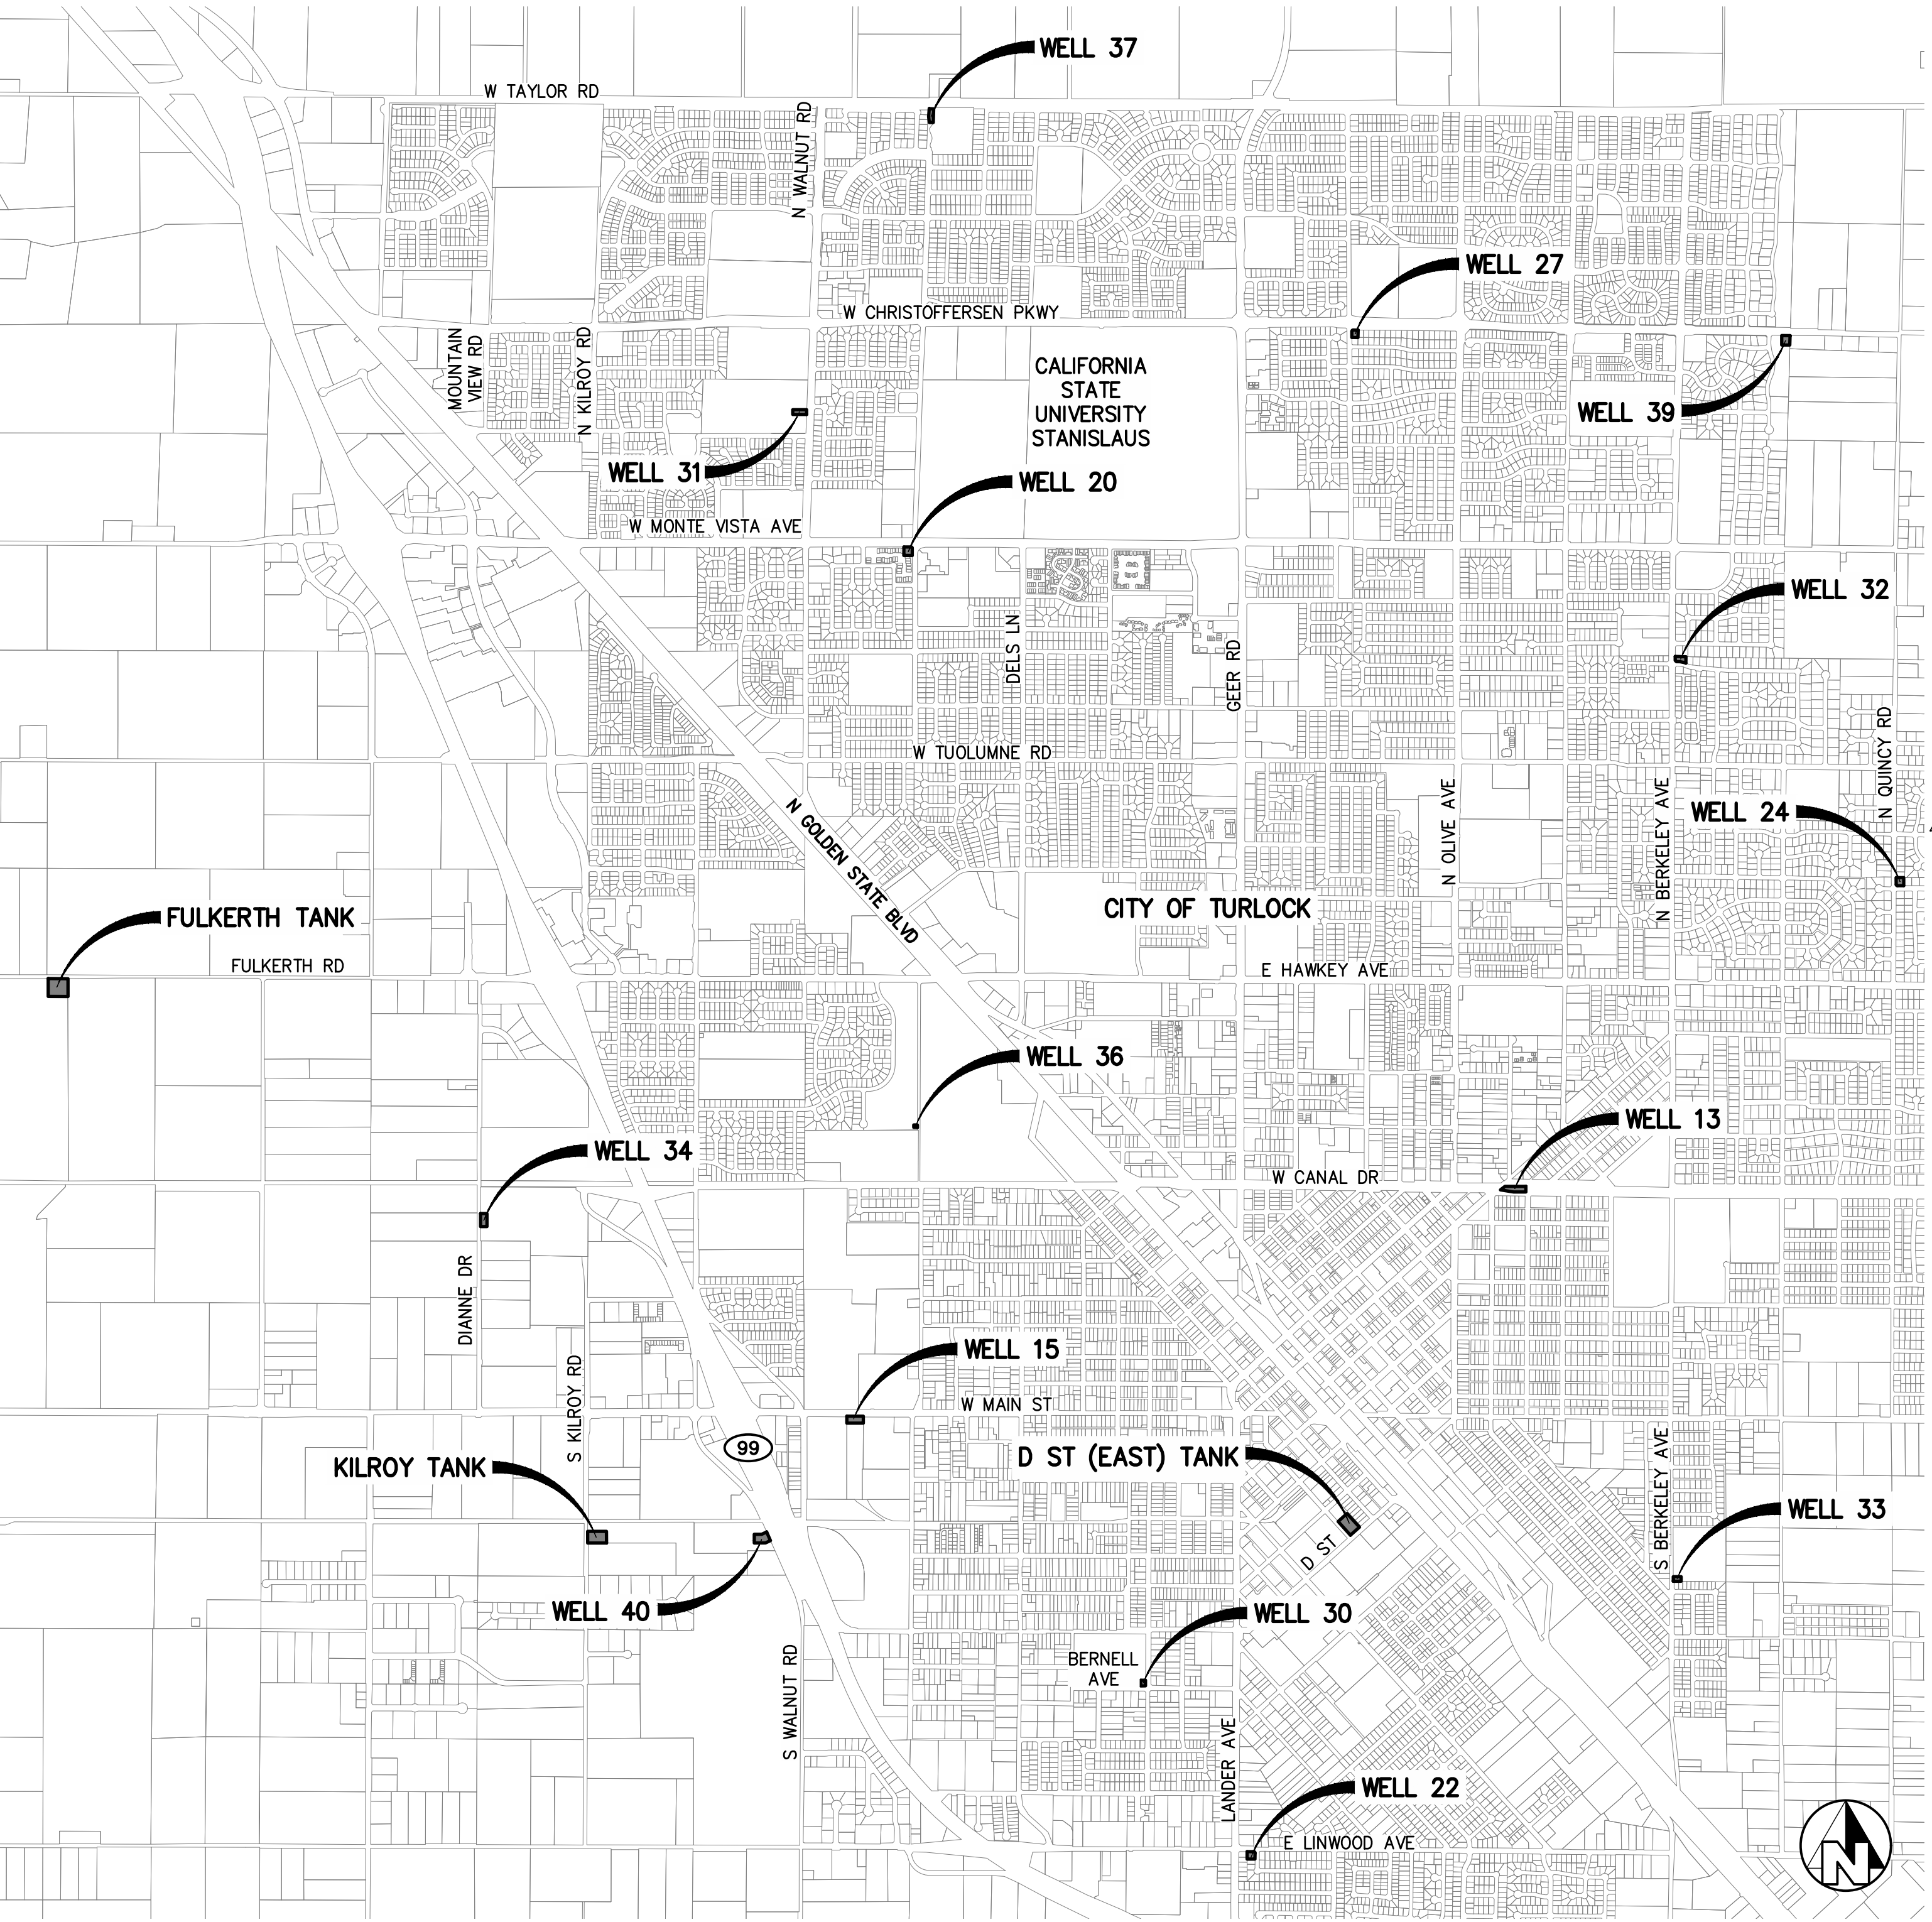 WELL 37
W TAYLOR RD
N WALNUT RD
WELL 27
W CHRISTOFFERSEN PKWY
MOUNTAIN
VIEW RD
N KILROY RD
CALIFORNIA
STATE
UNIVERSITY
STANISLAUS
WELL 39
WELL 31
WELL 20
W MONTE VISTA AVE
WELL 32
DELS LN
GEER RD
N QUINCY RD
W TUOLUMNE RD
N GOLDEN STATE BLVD
N OLIVE AVE
N BERKELEY AVE
WELL 24
FULKERTH TANK
CITY OF TURLOCK
FULKERTH RD
E HAWKEY AVE
WELL 36
WELL 13
WELL 34
W CANAL DR
DIANNE DR
WELL 15
S KILROY RD
W MAIN ST
99
D ST (EAST) TANK
KILROY TANK
S BERKELEY AVE
WELL 33
D ST
WELL 40
WELL 30
BERNELL
AVE
S WALNUT RD
LANDER AVE
WELL 22
E LINWOOD AVE
N